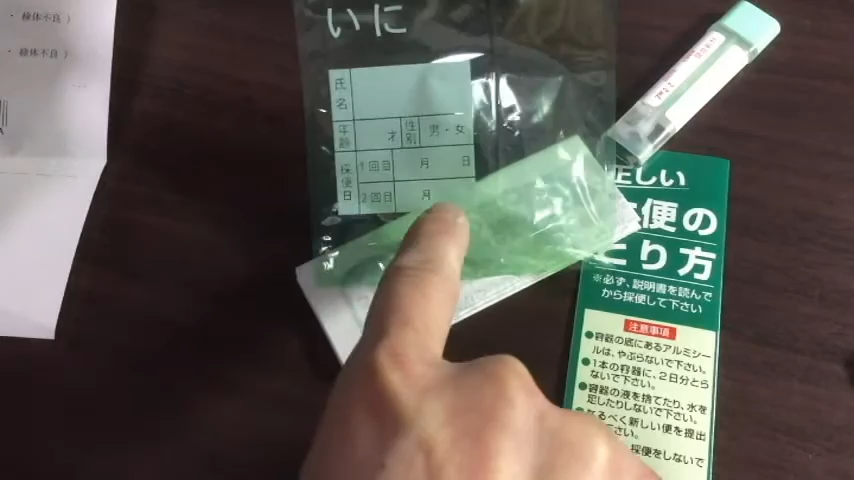 ・検体不良 )
・検体不良 )
いに
氏名
年齢 才 性別 男・女
採便日 1回目 月 日
2回目 月
正しい
便の
とり方
※必ず、説明書を読んで
から採便して下さい
注意事項
●容器の底にあるアルミシー
ルは、やぶらないで下さい。
●1本の容器に、2日分とら
ないで下さい。
●容器の液を捨てたり、水を
足したりしないで下さい。
なるべく新しい便を提出
さい。
採便をしないで